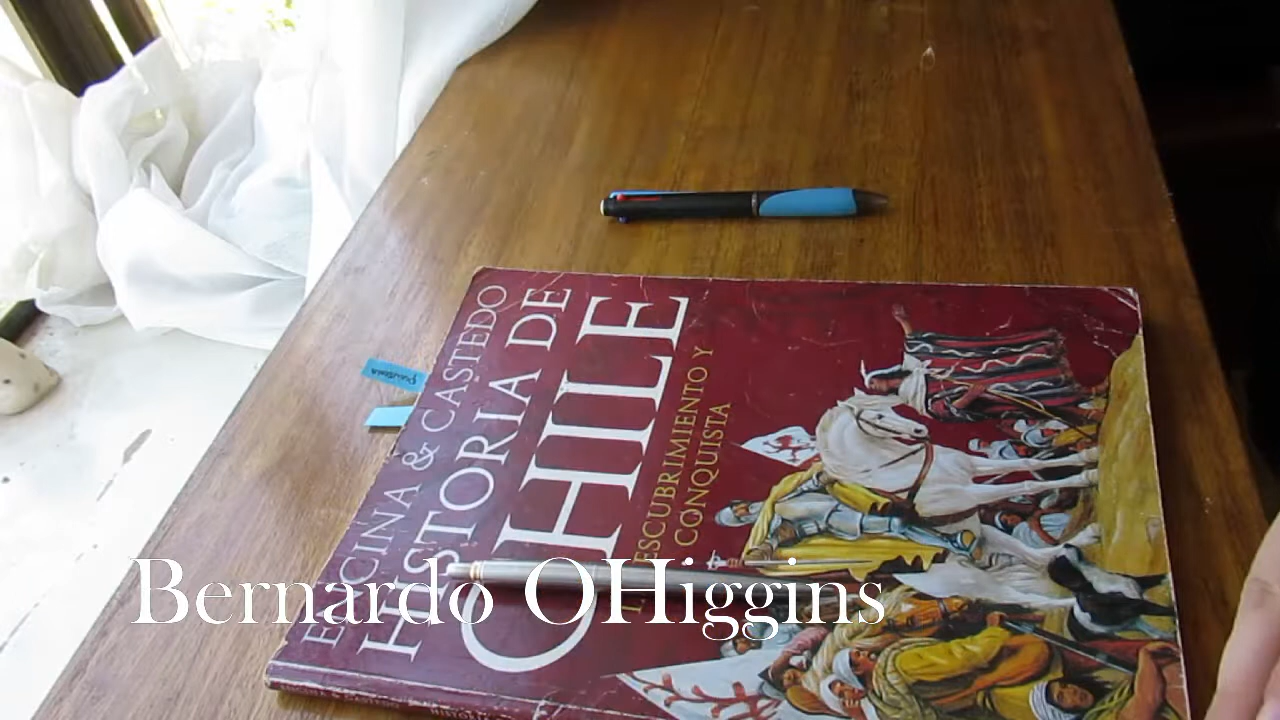 ENCINA & CASTEDO
HISTORIA DE
CHILE
DESCUBRIMIENTO Y
CONQUISTA
Bernardo OHiggins